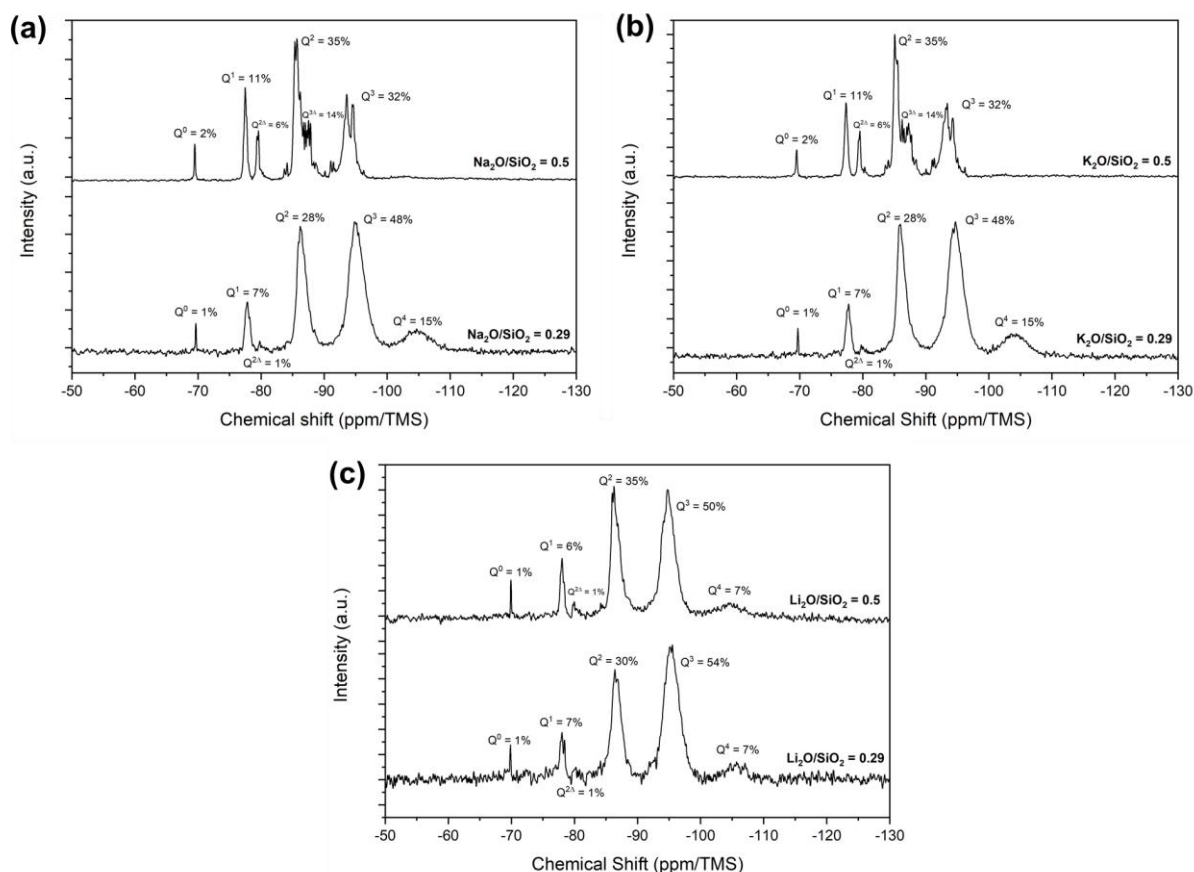 (a)
Q² = 35%
Q¹ = 11%
Q³ = 32%
Q³ᐞ = 14%
Q²ᐞ = 6%
Q⁰ = 2%
Na₂O/SiO₂ = 0.5
Q² = 28%
Q³ = 48%
Q¹ = 7%
Q⁴ = 15%
Q⁰ = 1%
Na₂O/SiO₂ = 0.29
Q²ᐞ = 1%
Intensity (a.u.)
-50 -60 -70 -80 -90 -100 -110 -120 -130
Chemical shift (ppm/TMS)
(b)
Q² = 35%
Q¹ = 11%
Q³ = 32%
Q³ᐞ = 14%
Q²ᐞ = 6%
Q⁰ = 2%
K₂O/SiO₂ = 0.5
Q² = 28%
Q³ = 48%
Q¹ = 7%
Q⁴ = 15%
Q⁰ = 1%
K₂O/SiO₂ = 0.29
Q²ᐞ = 1%
Intensity (a.u.)
-50 -60 -70 -80 -90 -100 -110 -120 -130
Chemical Shift (ppm/TMS)
(c)
Q² = 35%
Q³ = 50%
Q¹ = 6%
Q⁰ = 1%
Q²ᐞ = 1%
Q⁴ = 7%
Li₂O/SiO₂ = 0.5
Q² = 30%
Q³ = 54%
Q¹ = 7%
Q⁰ = 1%
Q⁴ = 7%
Li₂O/SiO₂ = 0.29
Q²ᐞ = 1%
Intensity (a.u.)
-50 -60 -70 -80 -90 -100 -110 -120 -130
Chemical Shift (ppm/TMS)